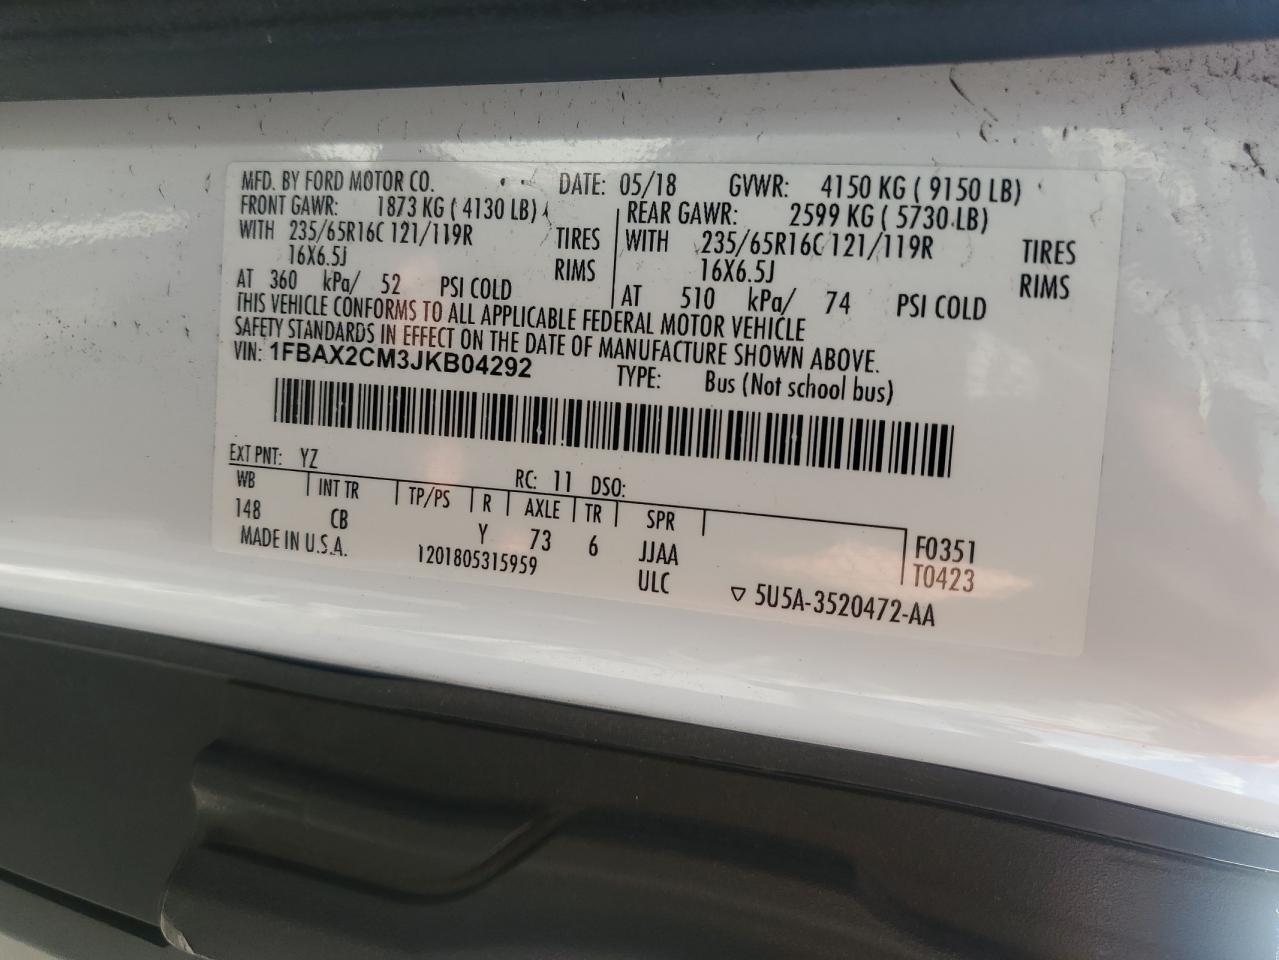 MFD. BY FORD MOTOR CO. DATE: 05/18 GVWR: 4150 KG ( 9150 LB)
FRONT GAWR: 1873 KG ( 4130 LB) REAR GAWR: 2599 KG ( 5730 LB)
WITH 235/65R16C 121/119R TIRES WITH 235/65R16C 121/119R TIRES
16X6.5J RIMS 16X6.5J RIMS
AT 360 kPa/ 52 PSI COLD AT 510 kPa/ 74 PSI COLD
THIS VEHICLE CONFORMS TO ALL APPLICABLE FEDERAL MOTOR VEHICLE
SAFETY STANDARDS IN EFFECT ON THE DATE OF MANUFACTURE SHOWN ABOVE.
VIN: 1FBAX2CM3JKB04292 TYPE: Bus (Not school bus)
EXT PNT: YZ RC: 11 DSO:
WB INT TR TP/PS R AXLE TR SPR
148 CB Y 73 6 JJAA F0351
MADE IN U.S.A. 1201805315959 ULC T0423
▽ 5U5A-3520472-AA